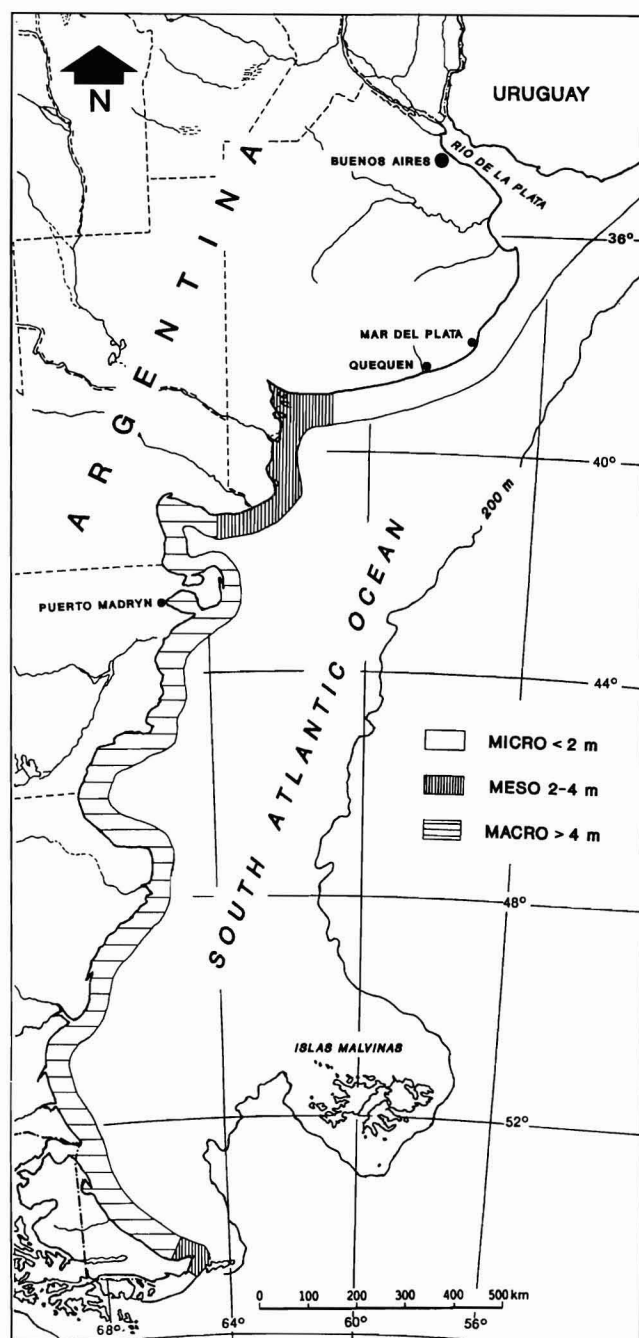 N
URUGUAY
BUENOS AIRES
RIO DE LA PLATA
36°
ARGENTINA
MAR DEL PLATA
QUEQUEN
40°
200 m
PUERTO MADRYN
SOUTH ATLANTIC OCEAN
44°
MICRO < 2 m
MESO 2-4 m
MACRO > 4 m
48°
ISLAS MALVINAS
52°
0 100 200 300 400 500 km
68° 64° 60° 56°